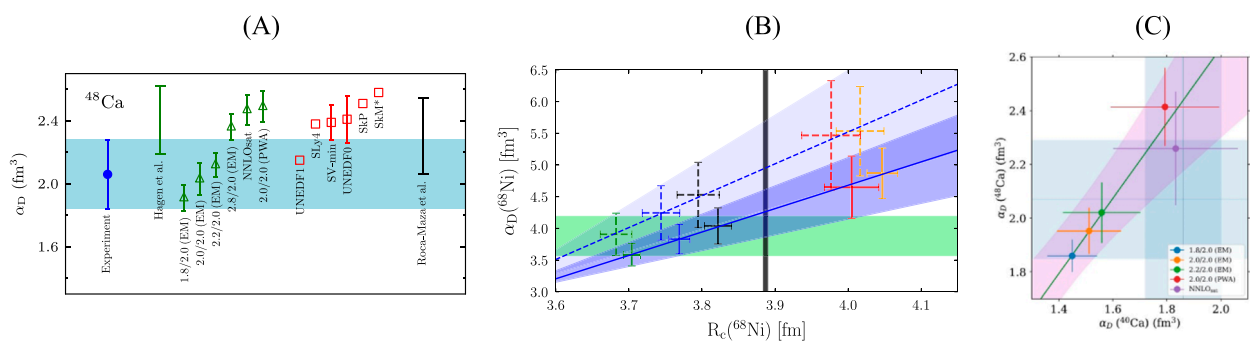 (A)
(B)
(C)
⁴⁸Ca
α_D (fm³)
2.4
2.0
1.6
Experiment
Hagen et al.
1.8/2.0 (EM)
2.0/2.0 (EM)
2.2/2.0 (EM)
2.8/2.0 (EM)
NNLOsat
2.0/2.0 (PWA)
UNEDF1
SLy4
SV-min
UNEDF0
SkP
SkM*
Roca-Maza et al.
α_D(⁶⁸Ni) [fm³]
6.5
6.0
5.5
5.0
4.5
4.0
3.5
3.0
3.6
3.7
3.8
3.9
4.0
4.1
R_c(⁶⁸Ni) [fm]
α_D (⁴⁸Ca) (fm³)
2.6
2.4
2.2
2.0
1.8
1.4
1.6
1.8
2.0
α_D (⁴⁰Ca) (fm³)
1.8/2.0 (EM)
2.0/2.0 (EM)
2.2/2.0 (EM)
2.0/2.0 (PWA)
NNLO_sat